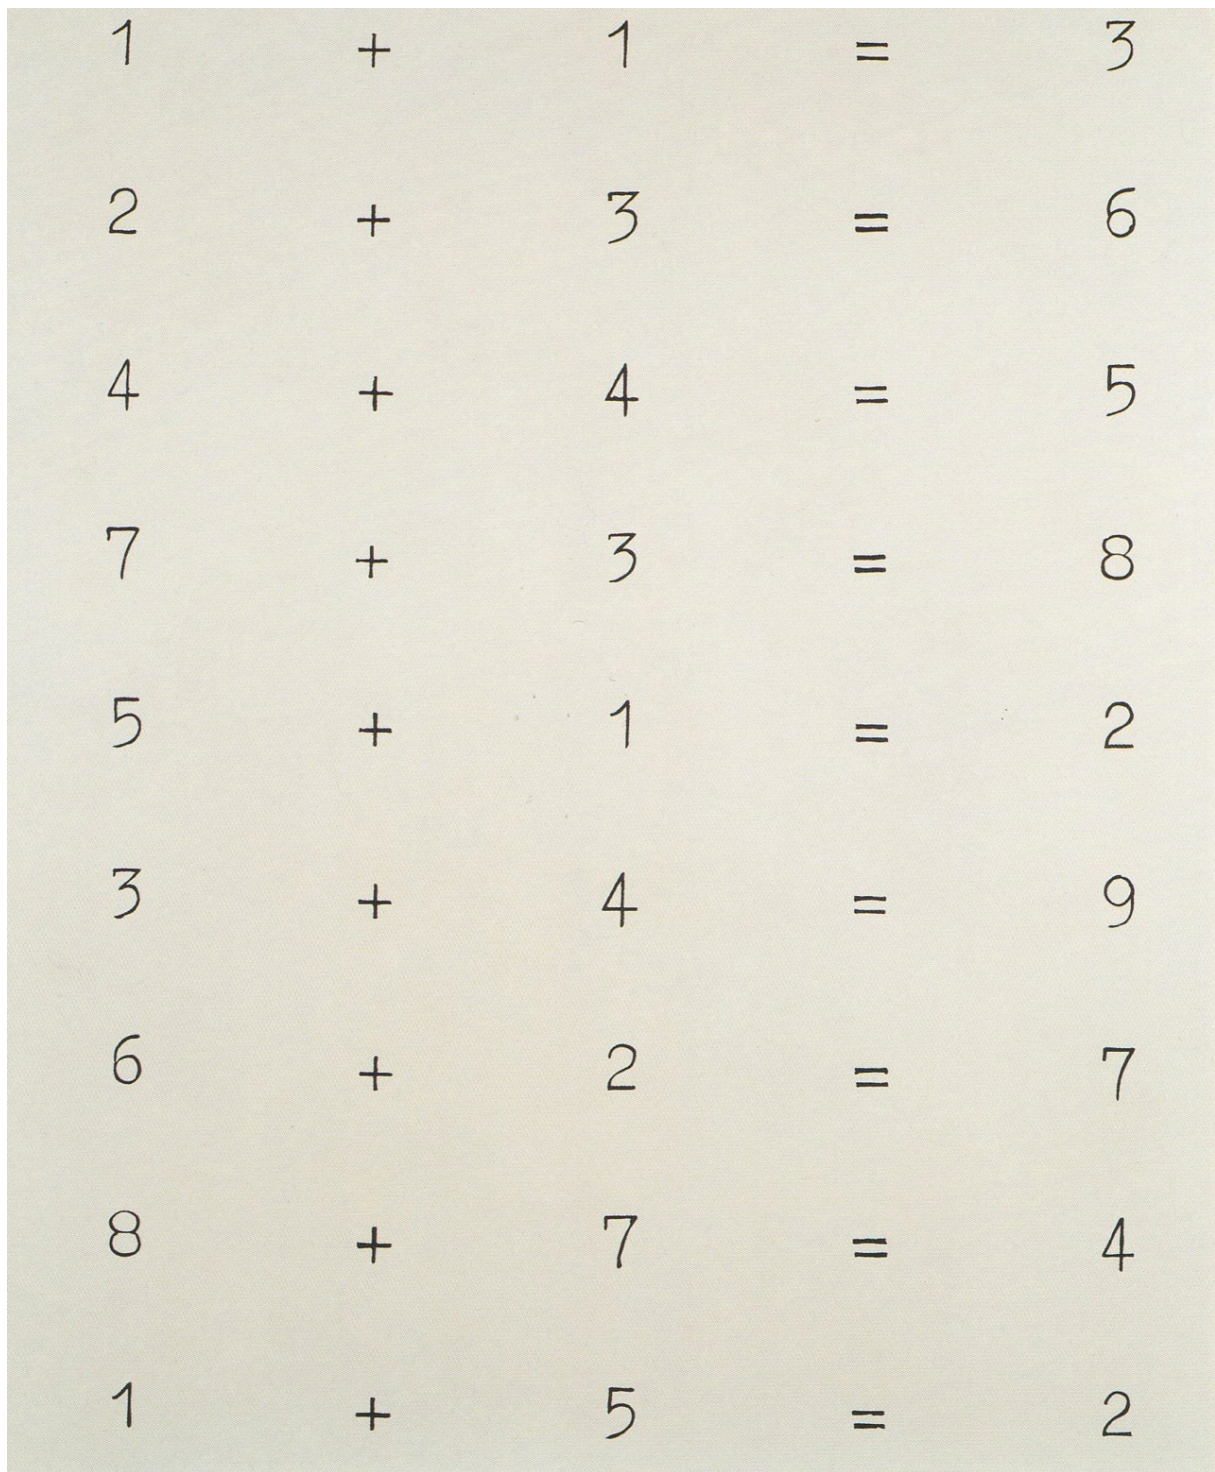 1 + 1 = 3
2 + 3 = 6
4 + 4 = 5
7 + 3 = 8
5 + 1 = 2
3 + 4 = 9
6 + 2 = 7
8 + 7 = 4
1 + 5 = 2